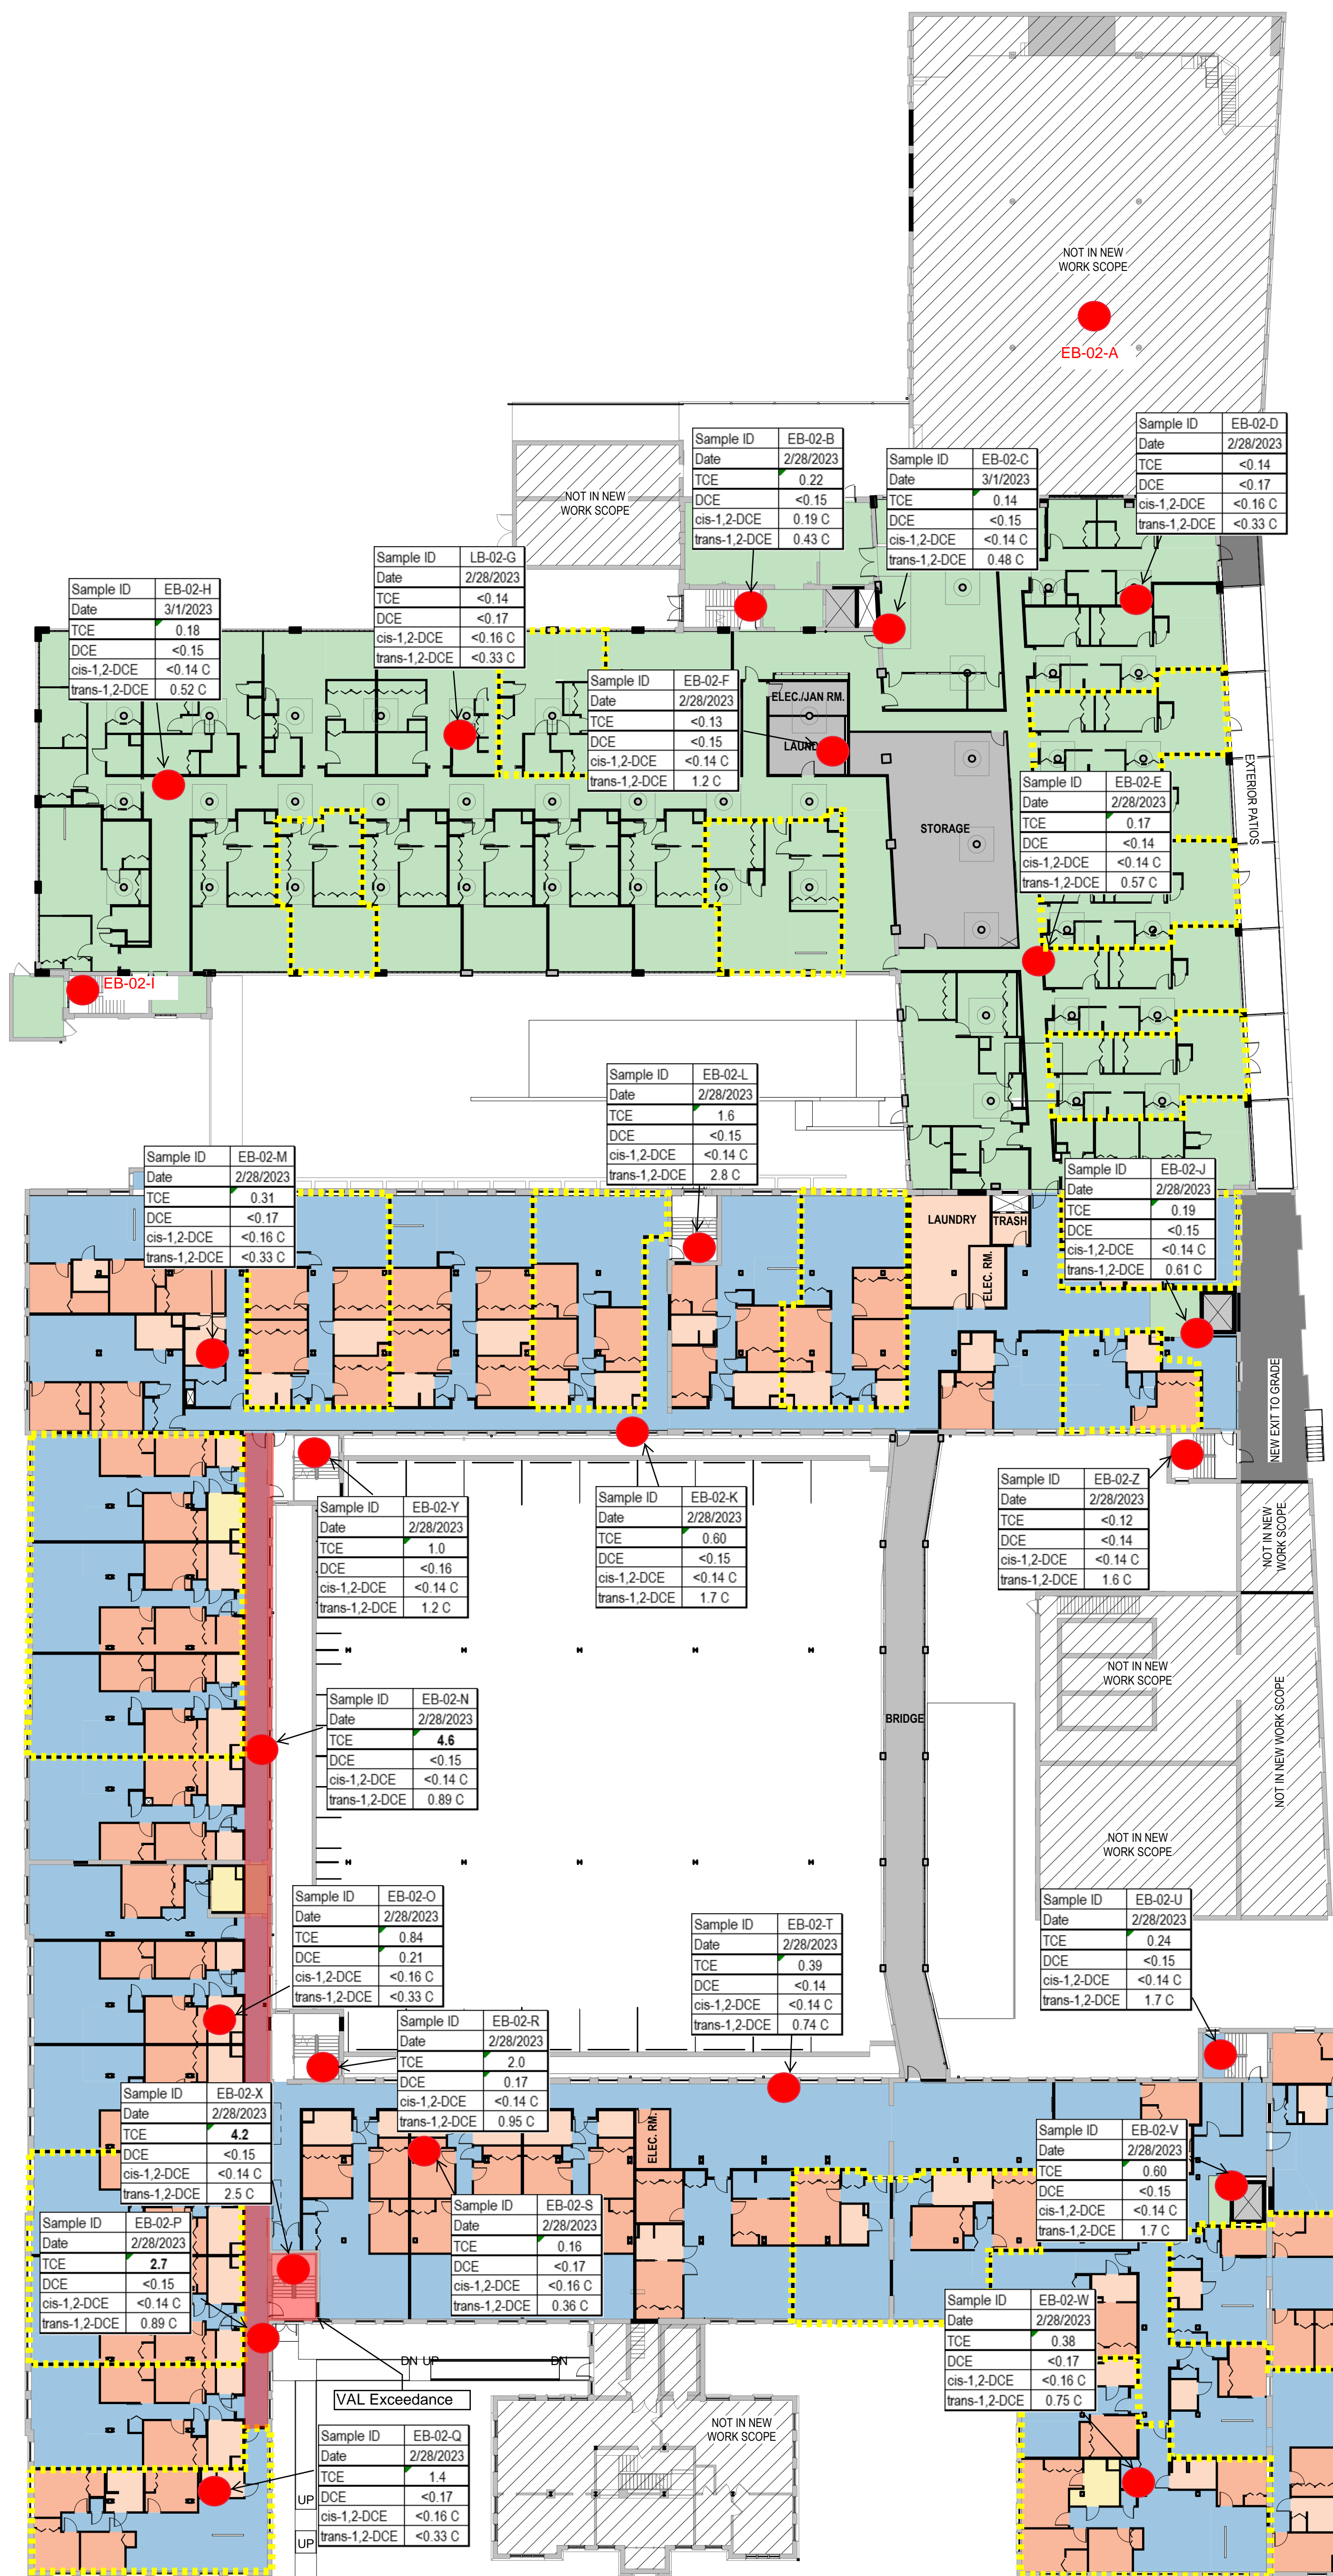 NOT IN NEW
WORK SCOPE
EB-02-A
Sample ID EB-02-B
Date 2/28/2023
TCE 0.22
DCE <0.15
cis-1,2-DCE 0.19 C
trans-1,2-DCE 0.43 C
Sample ID EB-02-C
Date 3/1/2023
TCE 0.14
DCE <0.15
cis-1,2-DCE <0.14 C
trans-1,2-DCE 0.48 C
Sample ID EB-02-D
Date 2/28/2023
TCE <0.14
DCE <0.17
cis-1,2-DCE <0.16 C
trans-1,2-DCE <0.33 C
NOT IN NEW
WORK SCOPE
Sample ID LB-02-G
Date 2/28/2023
TCE <0.14
DCE <0.17
cis-1,2-DCE <0.16 C
trans-1,2-DCE <0.33 C
Sample ID EB-02-H
Date 3/1/2023
TCE 0.18
DCE <0.15
cis-1,2-DCE <0.14 C
trans-1,2-DCE 0.52 C
Sample ID EB-02-F
Date 2/28/2023
TCE <0.13
DCE <0.15
cis-1,2-DCE <0.14 C
trans-1,2-DCE 1.2 C
ELEC./JAN RM.
LAUND
STORAGE
EXTERIOR PATIOS
Sample ID EB-02-E
Date 2/28/2023
TCE 0.17
DCE <0.14
cis-1,2-DCE <0.14 C
trans-1,2-DCE 0.57 C
EB-02-I
Sample ID EB-02-L
Date 2/28/2023
TCE 1.6
DCE <0.15
cis-1,2-DCE <0.14 C
trans-1,2-DCE 2.8 C
Sample ID EB-02-M
Date 2/28/2023
TCE 0.31
DCE <0.17
cis-1,2-DCE <0.16 C
trans-1,2-DCE <0.33 C
Sample ID EB-02-J
Date 2/28/2023
TCE 0.19
DCE <0.15
cis-1,2-DCE <0.14 C
trans-1,2-DCE 0.61 C
LAUNDRY
TRASH
ELEC. RM.
NEW EXIT TO GRADE
Sample ID EB-02-Y
Date 2/28/2023
TCE 1.0
DCE <0.16
cis-1,2-DCE <0.14 C
trans-1,2-DCE 1.2 C
Sample ID EB-02-K
Date 2/28/2023
TCE 0.60
DCE <0.15
cis-1,2-DCE <0.14 C
trans-1,2-DCE 1.7 C
Sample ID EB-02-Z
Date 2/28/2023
TCE <0.12
DCE <0.14
cis-1,2-DCE <0.14 C
trans-1,2-DCE 1.6 C
NOT IN NEW
WORK SCOPE
NOT IN NEW
WORK SCOPE
NOT IN NEW WORK SCOPE
NOT IN NEW
WORK SCOPE
BRIDGE
Sample ID EB-02-N
Date 2/28/2023
TCE 4.6
DCE <0.15
cis-1,2-DCE <0.14 C
trans-1,2-DCE 0.89 C
Sample ID EB-02-O
Date 2/28/2023
TCE 0.84
DCE 0.21
cis-1,2-DCE <0.16 C
trans-1,2-DCE <0.33 C
Sample ID EB-02-T
Date 2/28/2023
TCE 0.39
DCE <0.14
cis-1,2-DCE <0.14 C
trans-1,2-DCE 0.74 C
Sample ID EB-02-U
Date 2/28/2023
TCE 0.24
DCE <0.15
cis-1,2-DCE <0.14 C
trans-1,2-DCE 1.7 C
Sample ID EB-02-R
Date 2/28/2023
TCE 2.0
DCE 0.17
cis-1,2-DCE <0.14 C
trans-1,2-DCE 0.95 C
Sample ID EB-02-X
Date 2/28/2023
TCE 4.2
DCE <0.15
cis-1,2-DCE <0.14 C
trans-1,2-DCE 2.5 C
ELEC. RM.
Sample ID EB-02-V
Date 2/28/2023
TCE 0.60
DCE <0.15
cis-1,2-DCE <0.14 C
trans-1,2-DCE 1.7 C
Sample ID EB-02-S
Date 2/28/2023
TCE 0.16
DCE <0.17
cis-1,2-DCE <0.16 C
trans-1,2-DCE 0.36 C
Sample ID EB-02-P
Date 2/28/2023
TCE 2.7
DCE <0.15
cis-1,2-DCE <0.14 C
trans-1,2-DCE 0.89 C
Sample ID EB-02-W
Date 2/28/2023
TCE 0.38
DCE <0.17
cis-1,2-DCE <0.16 C
trans-1,2-DCE 0.75 C
DN UP DN
VAL Exceedance
NOT IN NEW
WORK SCOPE
Sample ID EB-02-Q
Date 2/28/2023
TCE 1.4
DCE <0.17
cis-1,2-DCE <0.16 C
trans-1,2-DCE <0.33 C
UP
UP